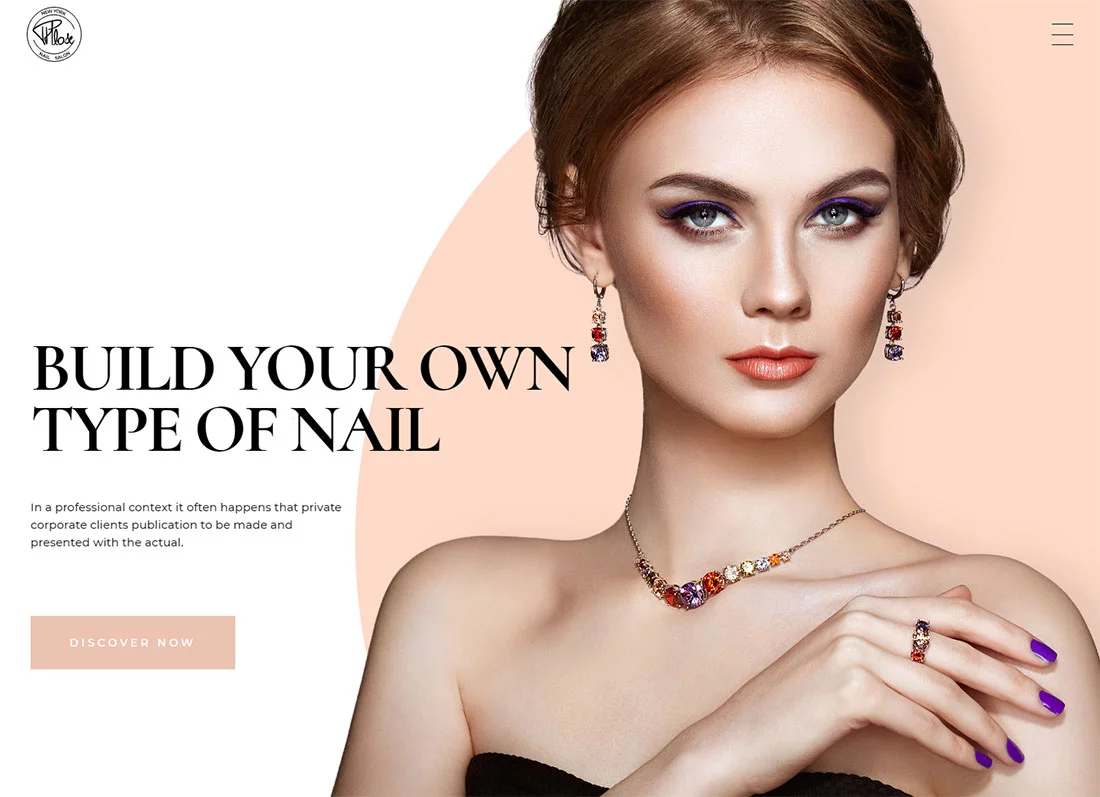 NEW YORK
NAIL SALON
BUILD YOUR OWN
TYPE OF NAIL
In a professional context it often happens that private
corporate clients publication to be made and
presented with the actual.
DISCOVER NOW